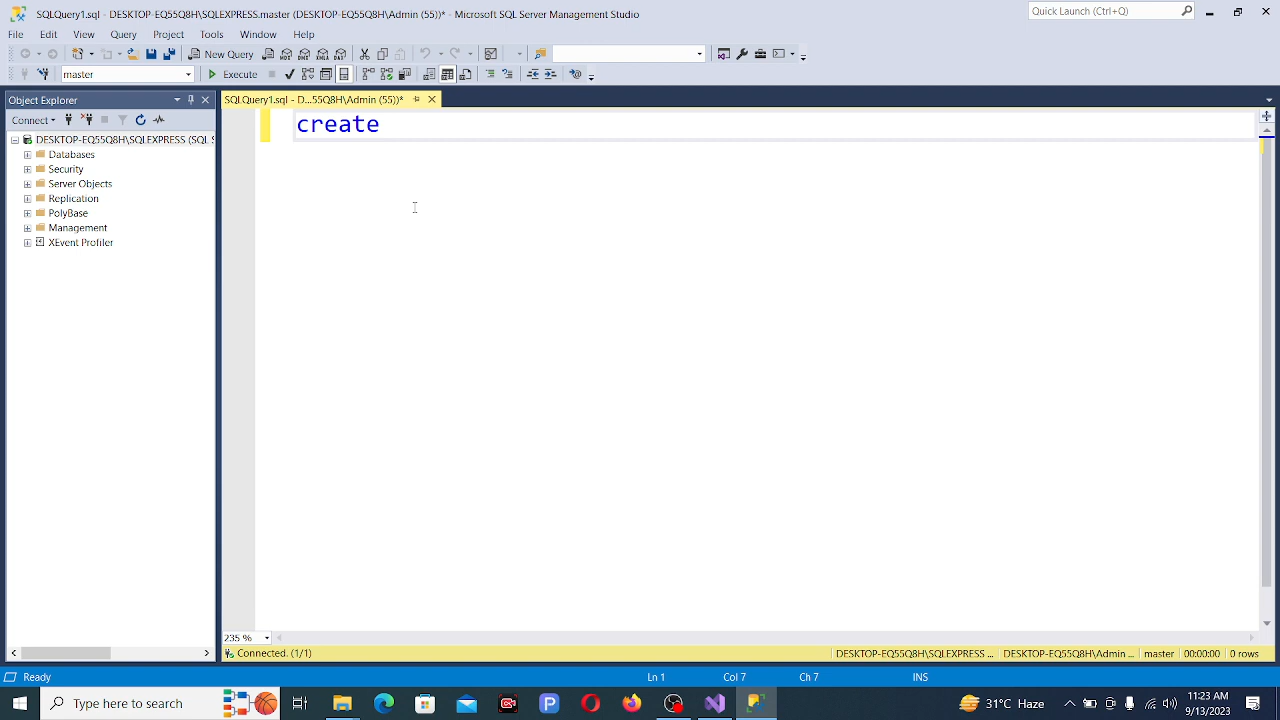 SQLQuery1.sql - DESKTOP-EQ55Q8H\SQLEXPRESS.master (DESKTOP-EQ55Q8H\Admin (55))* - Microsoft SQL Server Management Studio
Quick Launch (Ctrl+Q)
File Edit View Query Project Tools Window Help
New Query
master
Execute
Object Explorer
SQLQuery1.sql - D...55Q8H\Admin (55))*
Connect
DESKTOP-EQ55Q8H\SQLEXPRESS (SQL S
Databases
Security
Server Objects
Replication
PolyBase
Management
XEvent Profiler
create
235 %
Connected. (1/1)
DESKTOP-EQ55Q8H\SQLEXPRESS ...
DESKTOP-EQ55Q8H\Admin ...
master
00:00:00
0 rows
Ready
Ln 1
Col 7
Ch 7
INS
Type here to search
31°C Haze
11:23 AM
9/13/2023